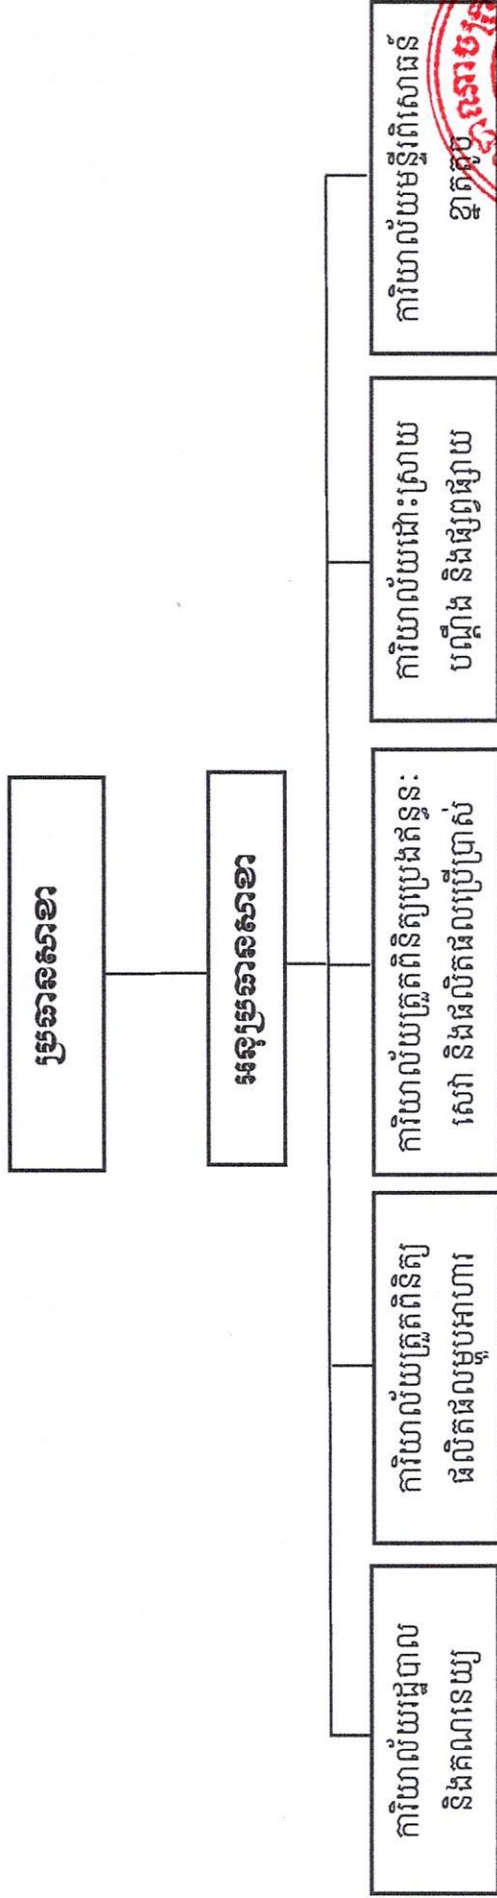 ប្រធានសាខា
អនុប្រធានសាខា
ការិយាល័យរដ្ឋបាល
និងគណនេយ្យ
ការិយាល័យត្រួតពិនិត្យ
ផលិតផលម្ហូបអាហារ
ការិយាល័យត្រួតពិនិត្យប្រេងឥន្ធនៈ
សេវា និងផលិតផលប្រើប្រាស់
ការិយាល័យដោះស្រាយ
បណ្តឹង និងផ្សព្វផ្សាយ
ការិយាល័យមន្ទីរពិសោធន៍
ខ្នាតតូច